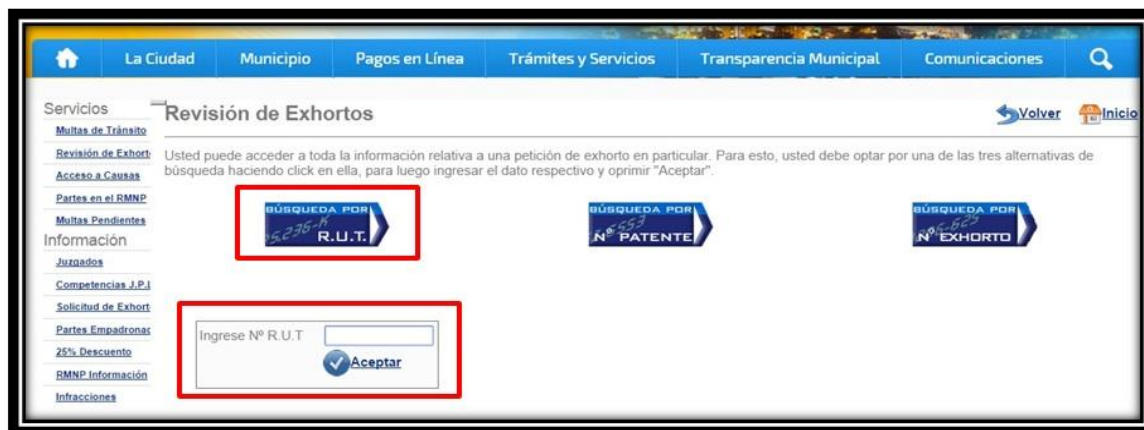 La Ciudad
Municipio
Pagos en Línea
Trámites y Servicios
Transparencia Municipal
Comunicaciones
Servicios
Multas de Tránsito
Revisión de Exhort
Acceso a Causas
Partes en el RMNP
Multas Pendientes
Información
Juzgados
Competencias J.P.L
Solicitud de Exhort
Partes Empadronad
25% Descuento
RMNP Información
Infracciones
Revisión de Exhortos
Volver
Inicio
Usted puede acceder a toda la información relativa a una petición de exhorto en particular. Para esto, usted debe optar por una de las tres alternativas de
búsqueda haciendo click en ella, para luego ingresar el dato respectivo y oprimir "Aceptar".
BÚSQUEDA POR
R.U.T.
BÚSQUEDA POR
Nº PATENTE
BÚSQUEDA POR
Nº EXHORTO
Ingrese Nº R.U.T
Aceptar